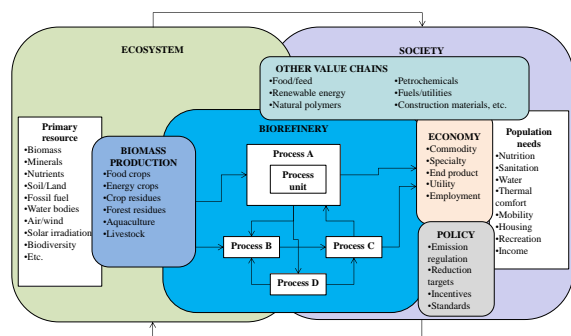 ECOSYSTEM
SOCIETY
OTHER VALUE CHAINS
•Food/feed
•Renewable energy
•Natural polymers
•Petrochemicals
•Fuels/utilities
•Construction materials, etc.
Primary
resource
•Biomass
•Minerals
•Nutrients
•Soil/Land
•Fossil fuel
•Water bodies
•Air/wind
•Solar irradiation
•Biodiversity
•Etc.
BIOMASS
PRODUCTION
•Food crops
•Energy crops
•Crop residues
•Forest residues
•Aquaculture
•Livestock
BIOREFINERY
Process A
Process
unit
Process B
Process C
Process D
ECONOMY
•Commodity
•Specialty
•End product
•Utility
•Employment
POLICY
•Emission
regulation
•Reduction
targets
•Incentives
•Standards
Population
needs
•Nutrition
•Sanitation
•Water
•Thermal
comfort
•Mobility
•Housing
•Recreation
•Income